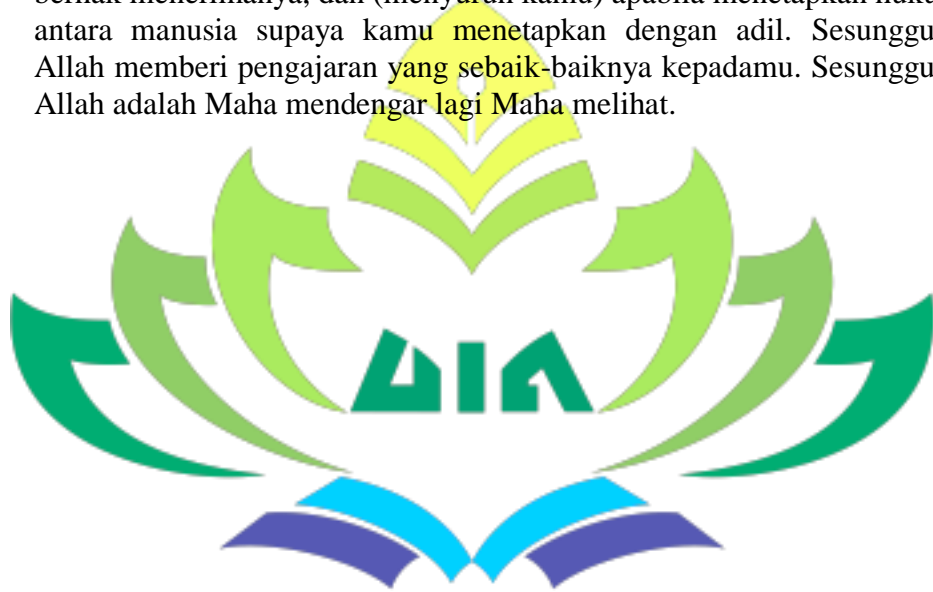 antara manusia supaya kamu menetapkan dengan adil. Sesunggu
Allah memberi pengajaran yang sebaik-baiknya kepadamu. Sesunggu
Allah adalah Maha mendengar lagi Maha melihat.
UIN